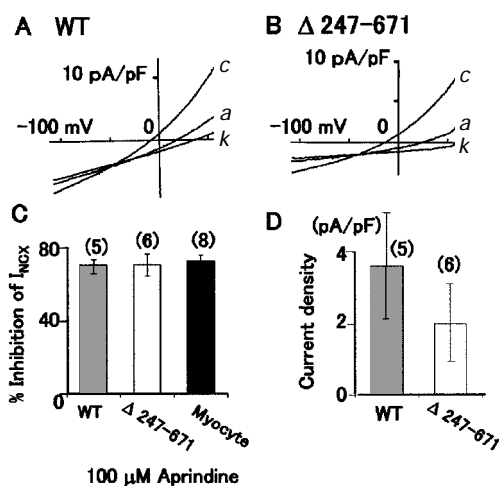 A WT
10 pA/pF
c
a
k
−100 mV
0
B Δ 247−671
10 pA/pF
c
a
k
−100 mV
0
C
% Inhibition of I_NCX
80
40
0
(5)
(6)
(8)
WT
Δ 247−671
Myocyte
100 μM Aprindine
D
(pA/pF)
Current density
4
2
0
(5)
(6)
WT
Δ 247−671